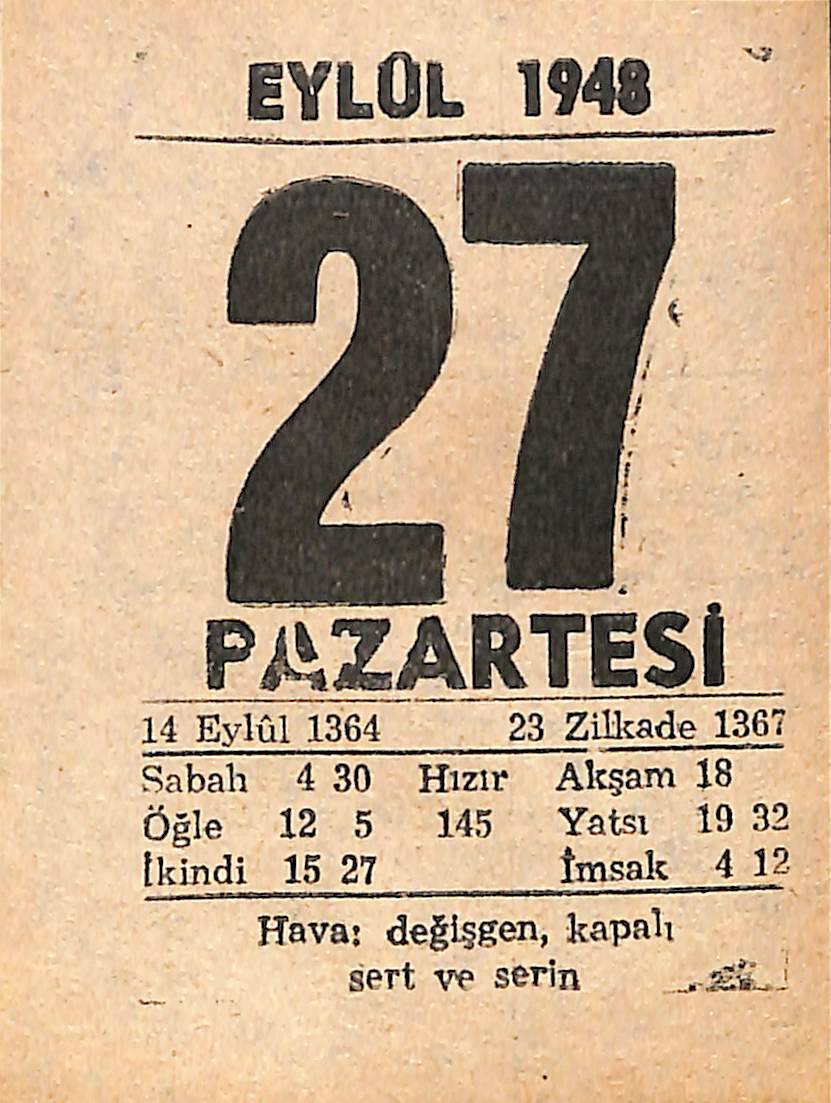 EYLÛL 1948
27
PAZARTESİ
14 Eylûl 1364 23 Zilkade 1367
Sabah 4 30 Hızır Akşam 18
Öğle 12 5 145 Yatsı 19 32
İkindi 15 27 İmsak 4 12
Hava: değişgen, kapalı
sert ve serin